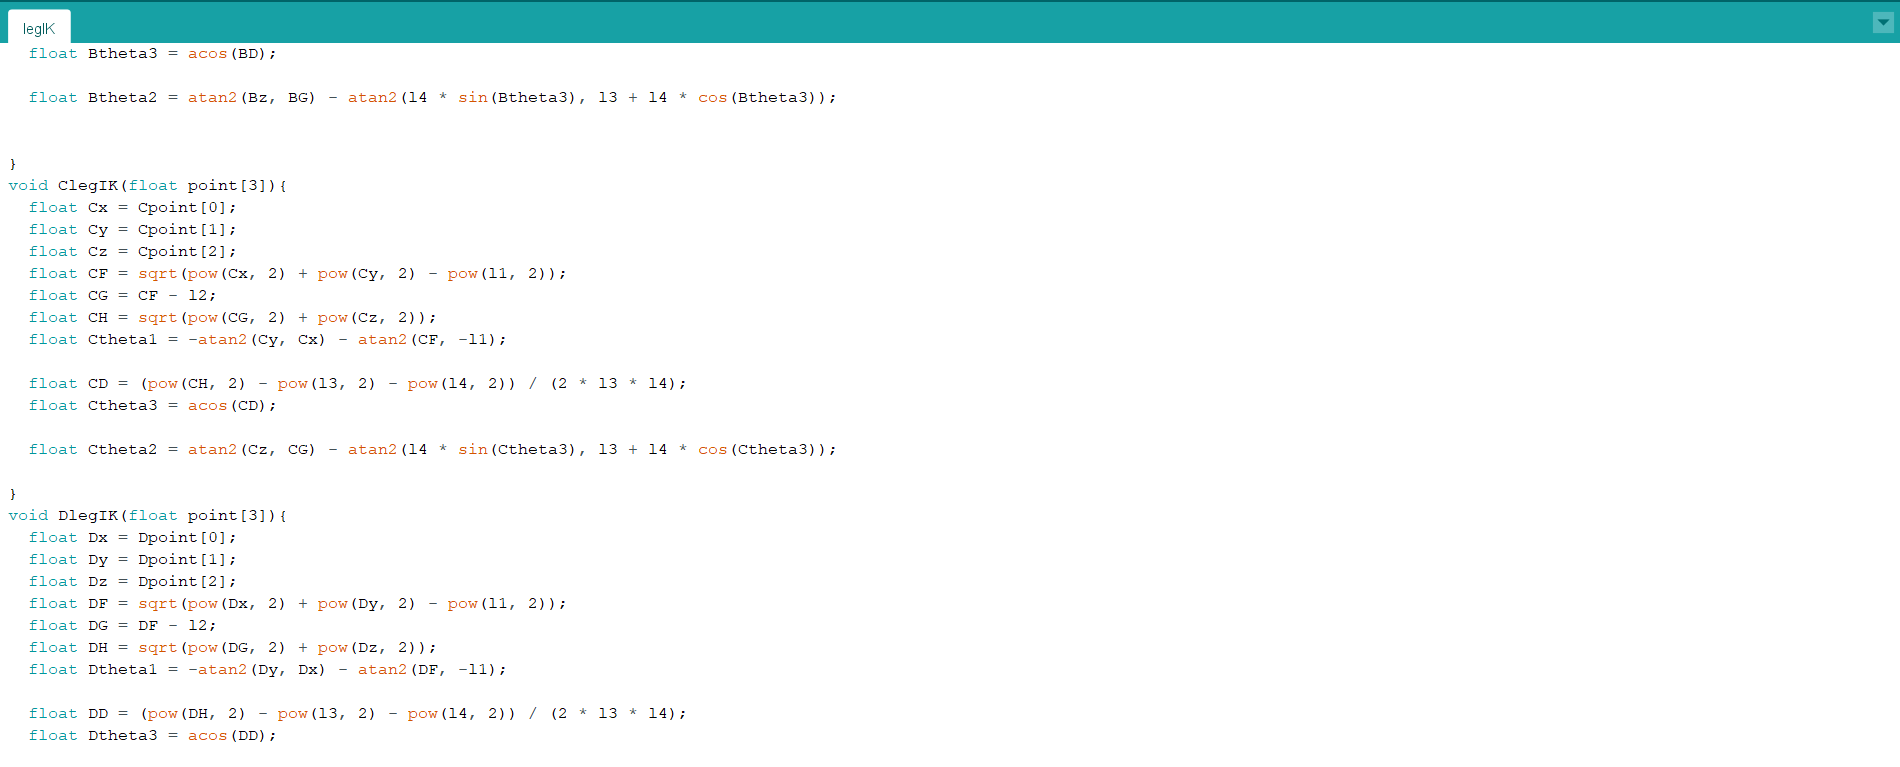 legIK
float Btheta3 = acos(BD);
float Btheta2 = atan2(Bz, BG) - atan2(l4 * sin(Btheta3), l3 + l4 * cos(Btheta3));
}
void ClegIK(float point[3]){
float Cx = Cpoint[0];
float Cy = Cpoint[1];
float Cz = Cpoint[2];
float CF = sqrt(pow(Cx, 2) + pow(Cy, 2) - pow(l1, 2));
float CG = CF - l2;
float CH = sqrt(pow(CG, 2) + pow(Cz, 2));
float Ctheta1 = -atan2(Cy, Cx) - atan2(CF, -l1);
float CD = (pow(CH, 2) - pow(l3, 2) - pow(l4, 2)) / (2 * l3 * l4);
float Ctheta3 = acos(CD);
float Ctheta2 = atan2(Cz, CG) - atan2(l4 * sin(Ctheta3), l3 + l4 * cos(Ctheta3));
}
void DlegIK(float point[3]){
float Dx = Dpoint[0];
float Dy = Dpoint[1];
float Dz = Dpoint[2];
float DF = sqrt(pow(Dx, 2) + pow(Dy, 2) - pow(l1, 2));
float DG = DF - l2;
float DH = sqrt(pow(DG, 2) + pow(Dz, 2));
float Dtheta1 = -atan2(Dy, Dx) - atan2(DF, -l1);
float DD = (pow(DH, 2) - pow(l3, 2) - pow(l4, 2)) / (2 * l3 * l4);
float Dtheta3 = acos(DD);